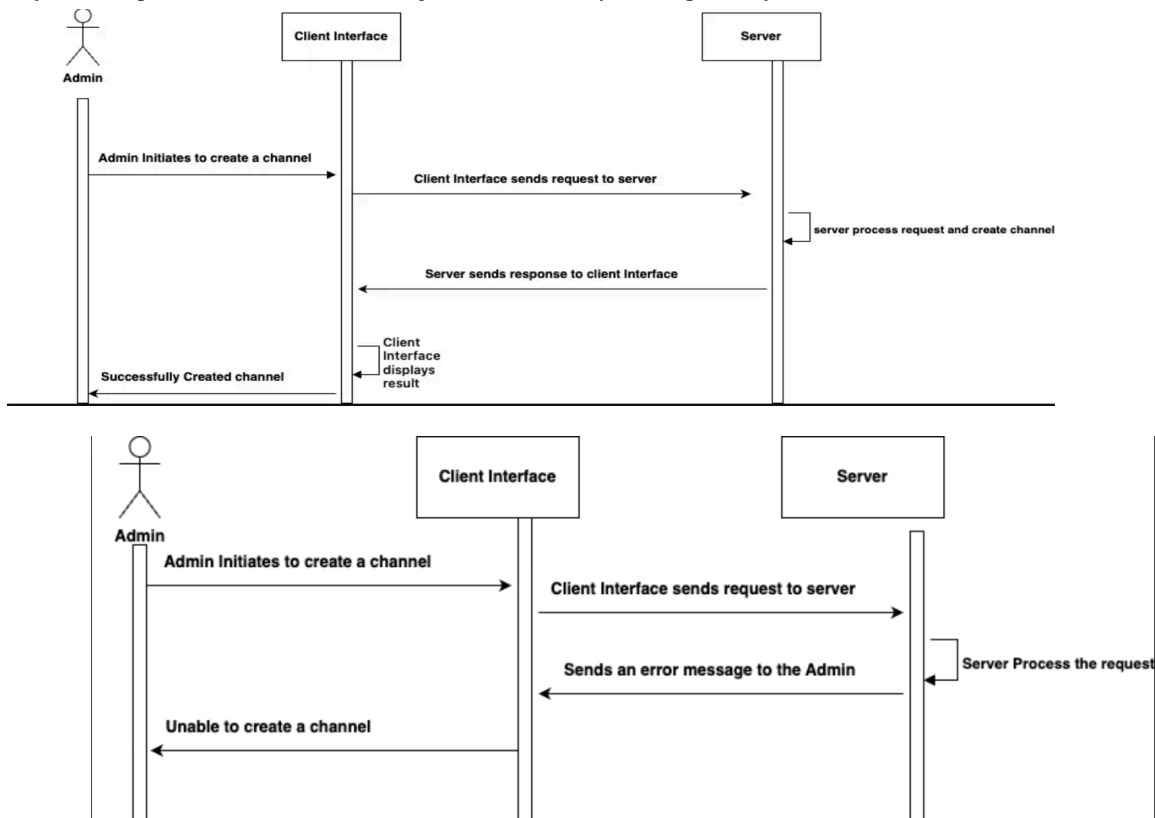 Client Interface
Server
Admin
Admin Initiates to create a channel
Client Interface sends request to server
server process request and create channel
Server sends response to client Interface
Client
Interface
displays
result
Successfully Created channel
Client Interface
Server
Admin
Admin Initiates to create a channel
Client Interface sends request to server
Server Process the request
Sends an error message to the Admin
Unable to create a channel